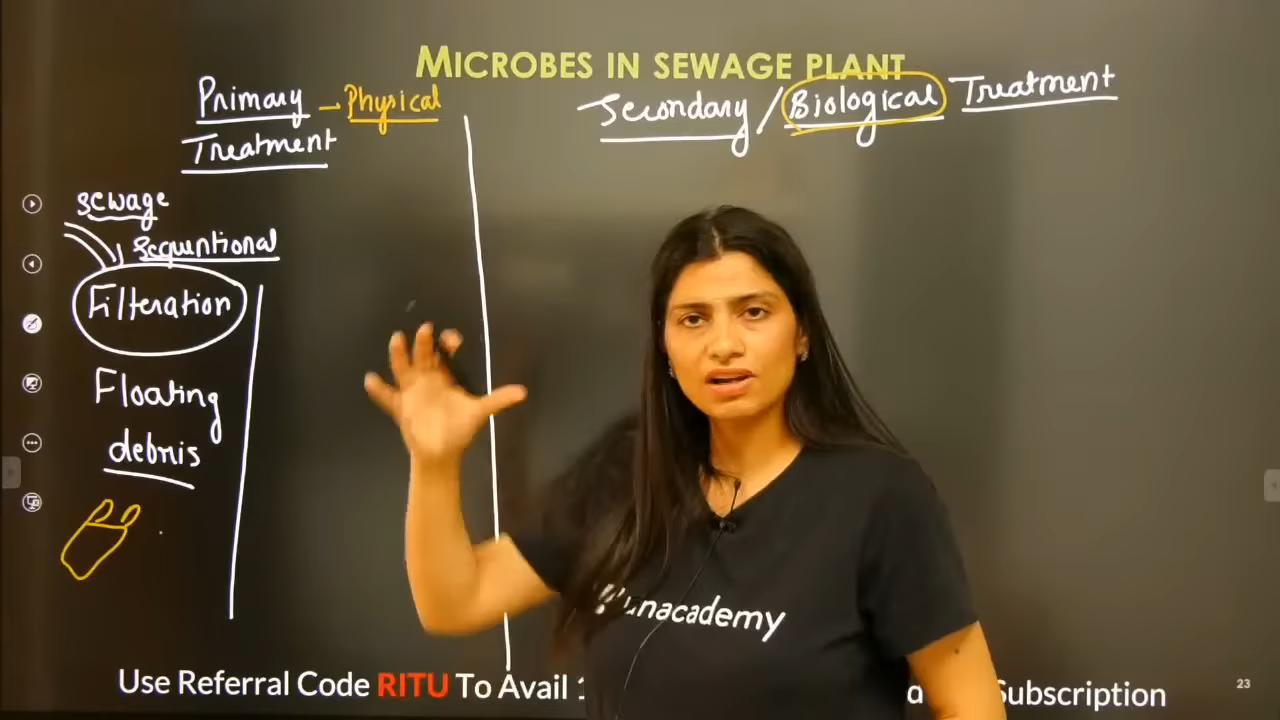 MICROBES IN SEWAGE PLANT
Primary – Physical
Treatment
Secondary / Biological Treatment
Sewage
Sequntional
Filteration
Floating
debris
unacademy
Use Referral Code RITU To Avail 1
Subscription
23